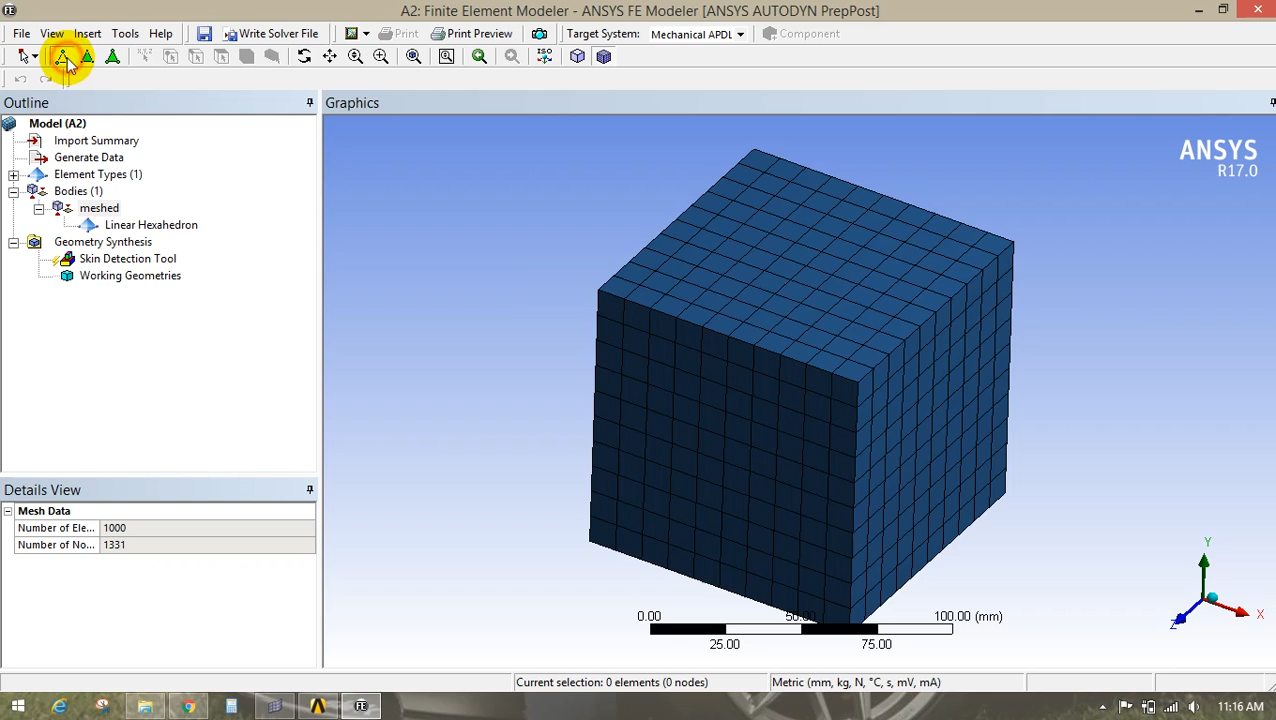 A2: Finite Element Modeler - ANSYS FE Modeler [ANSYS AUTODYN PrepPost]
File View Insert Tools Help Write Solver File Print Print Preview Target System: Mechanical APDL Component
Outline
Graphics
Model (A2)
Import Summary
Generate Data
Element Types (1)
Bodies (1)
meshed
Linear Hexahedron
Geometry Synthesis
Skin Detection Tool
Working Geometries
ANSYS
R17.0
Details View
Mesh Data
Number of Ele... 1000
Number of No... 1331
0.00 50.00 100.00 (mm)
25.00 75.00
Y
X
Z
Current selection: 0 elements (0 nodes) Metric (mm, kg, N, °C, s, mV, mA)
11:16 AM